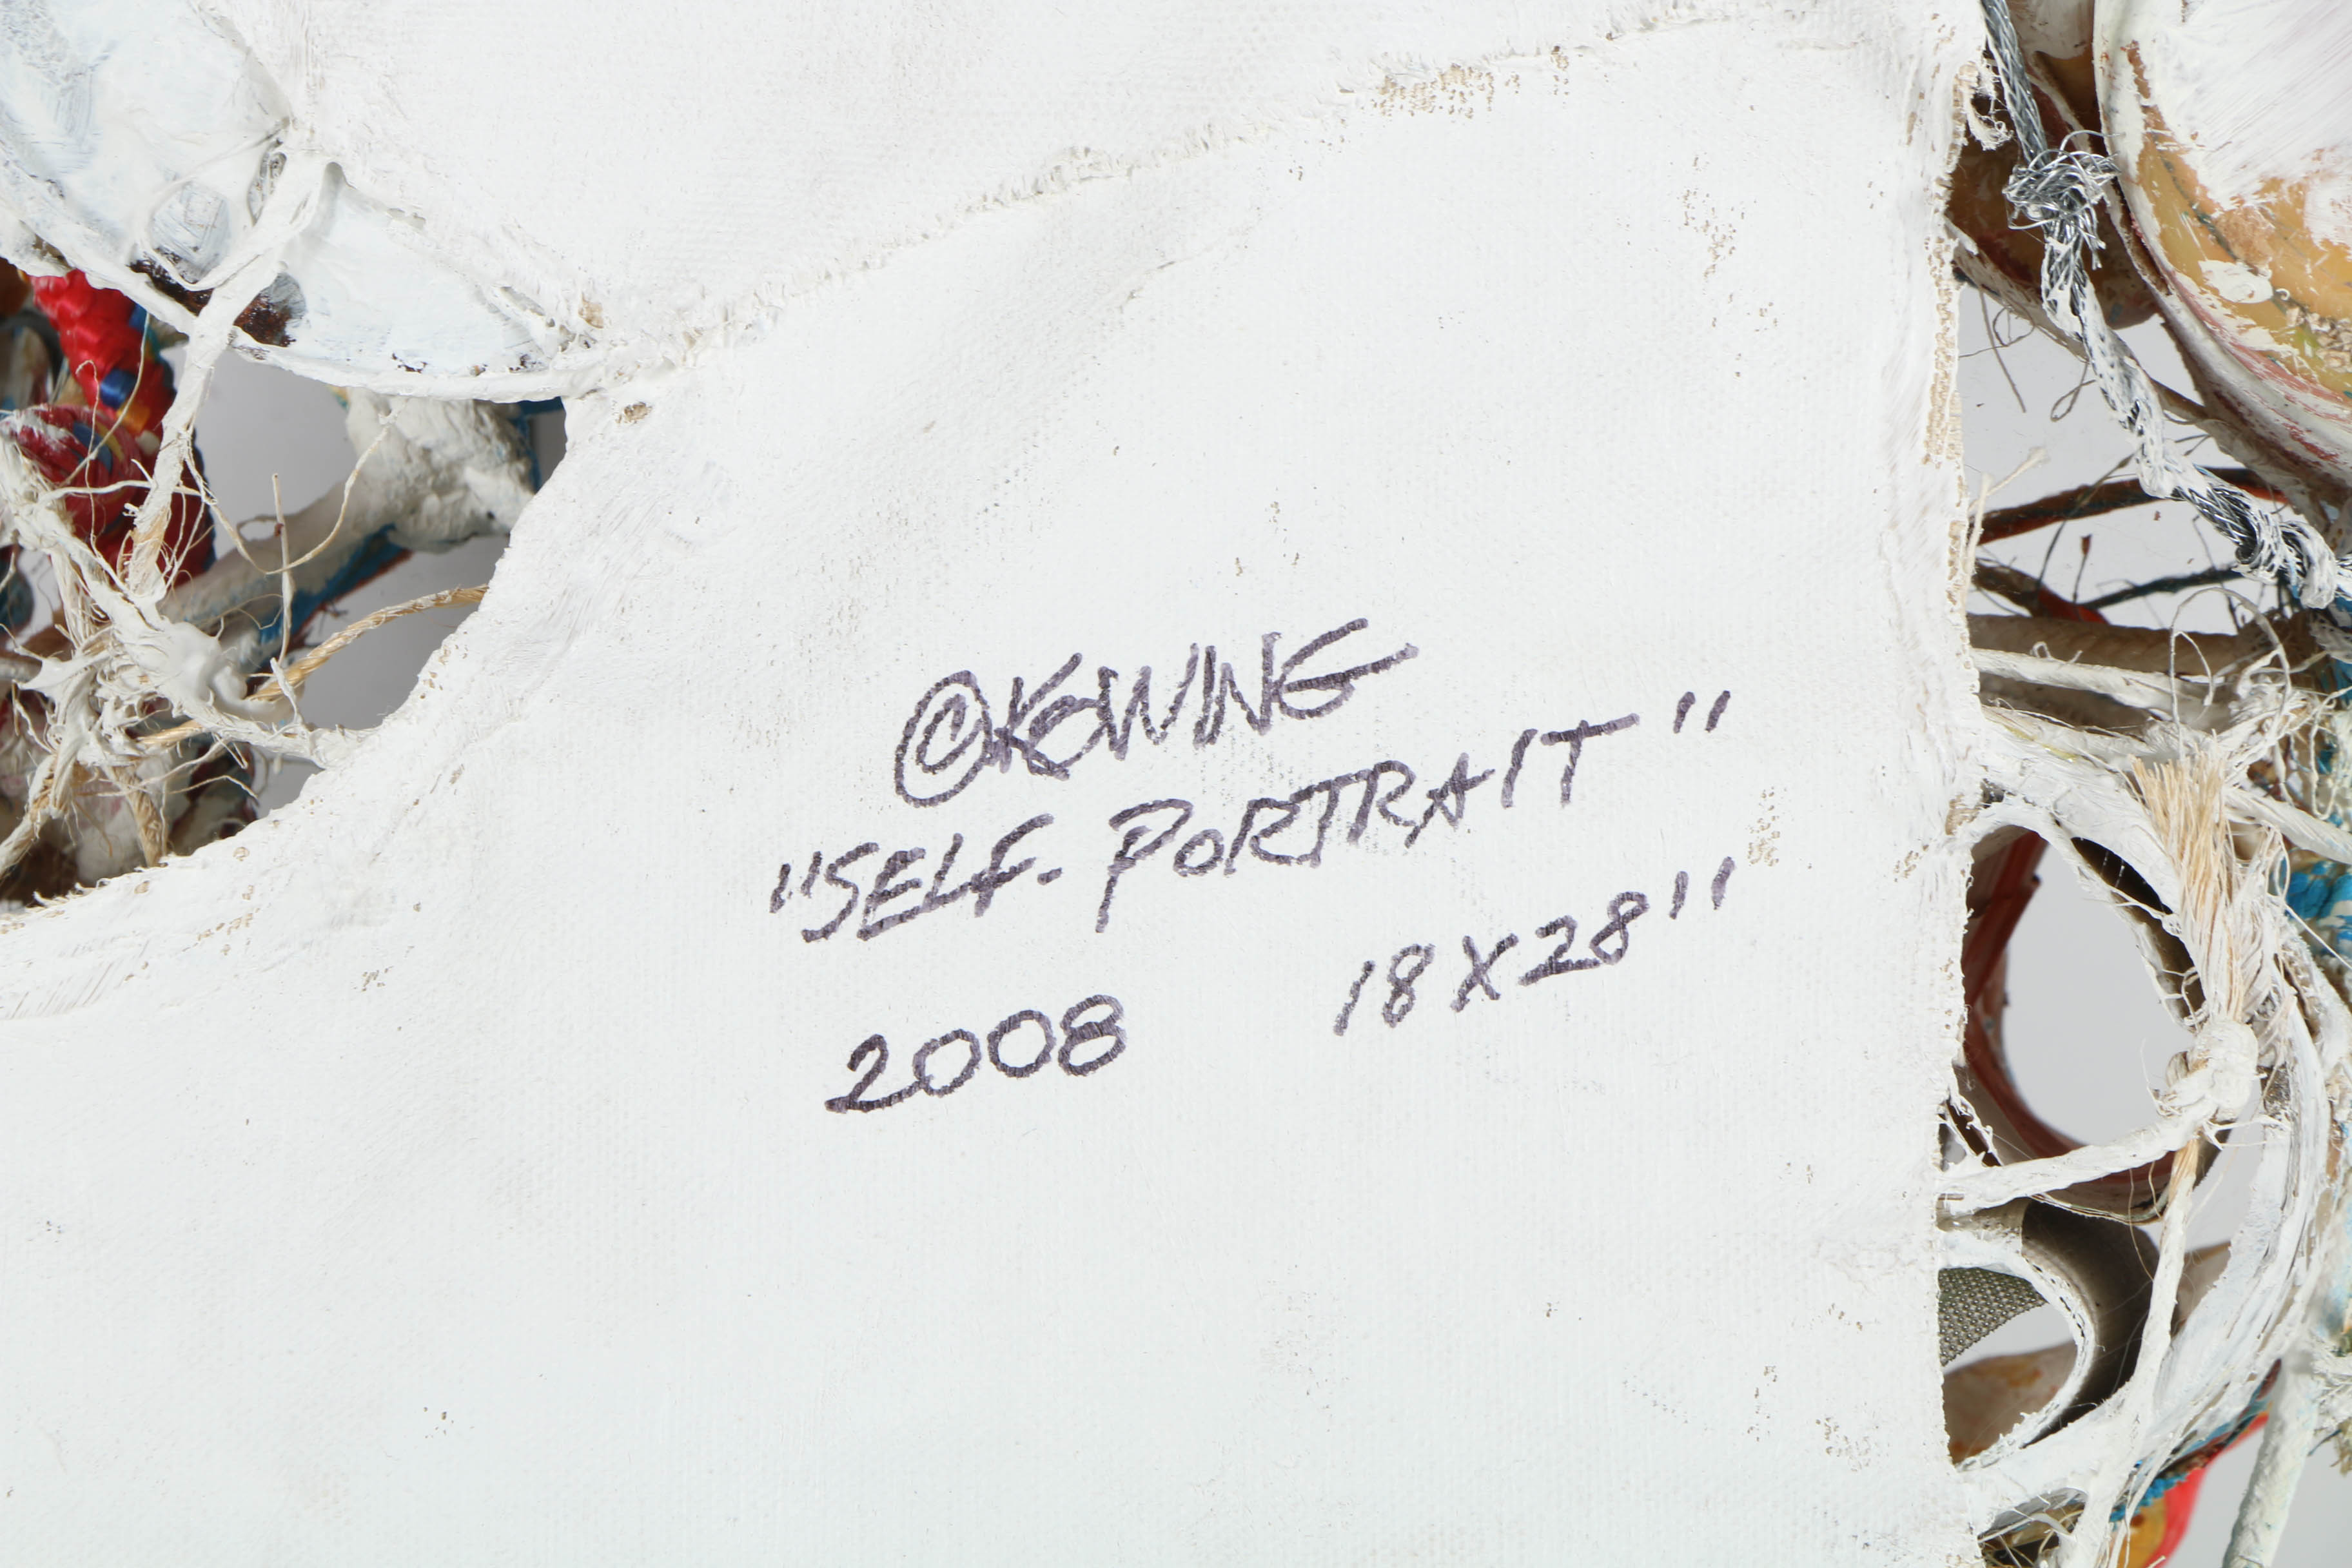 ©KEWING
"SELF-PORTRAIT"
2008 18X28"